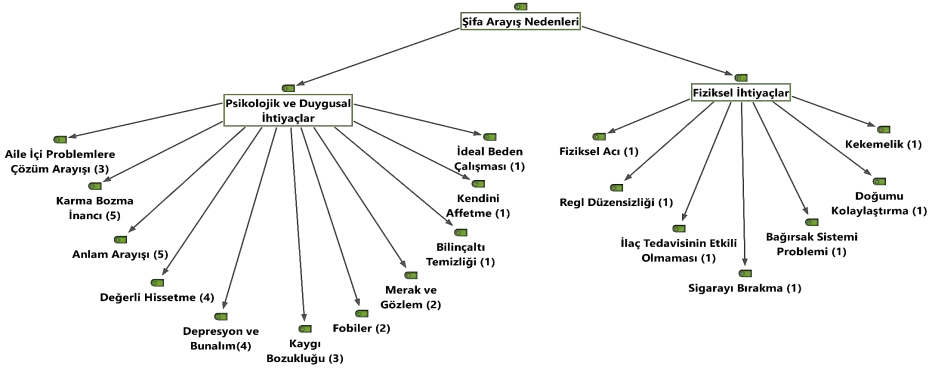 Şifa Arayış Nedenleri
Psikolojik ve Duygusal
İhtiyaçlar
Fiziksel İhtiyaçlar
Aile İçi Problemlere
Çözüm Arayışı (3)
Karma Bozma
İnancı (5)
Anlam Arayışı (5)
Değerli Hissetme (4)
Depresyon ve
Bunalım(4)
Kaygı
Bozukluğu (3)
Fobiler (2)
Merak ve
Gözlem (2)
Bilinçaltı
Temizliği (1)
Kendini
Affetme (1)
İdeal Beden
Çalışması (1)
Fiziksel Acı (1)
Regl Düzensizliği (1)
İlaç Tedavisinin Etkili
Olmaması (1)
Sigarayı Bırakma (1)
Bağırsak Sistemi
Problemi (1)
Doğumu
Kolaylaştırma (1)
Kekemelik (1)